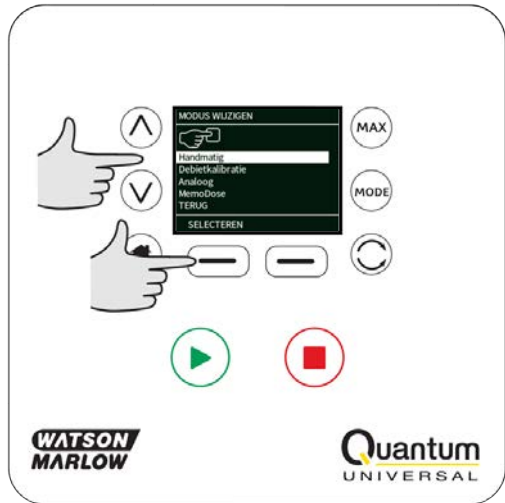 MODUS WIJZIGEN
Handmatig
Debietkalibratie
Analoog
MemoDose
TERUG
SELECTEREN
MAX
MODE
WATSON
MARLOW
Quantum
UNIVERSAL